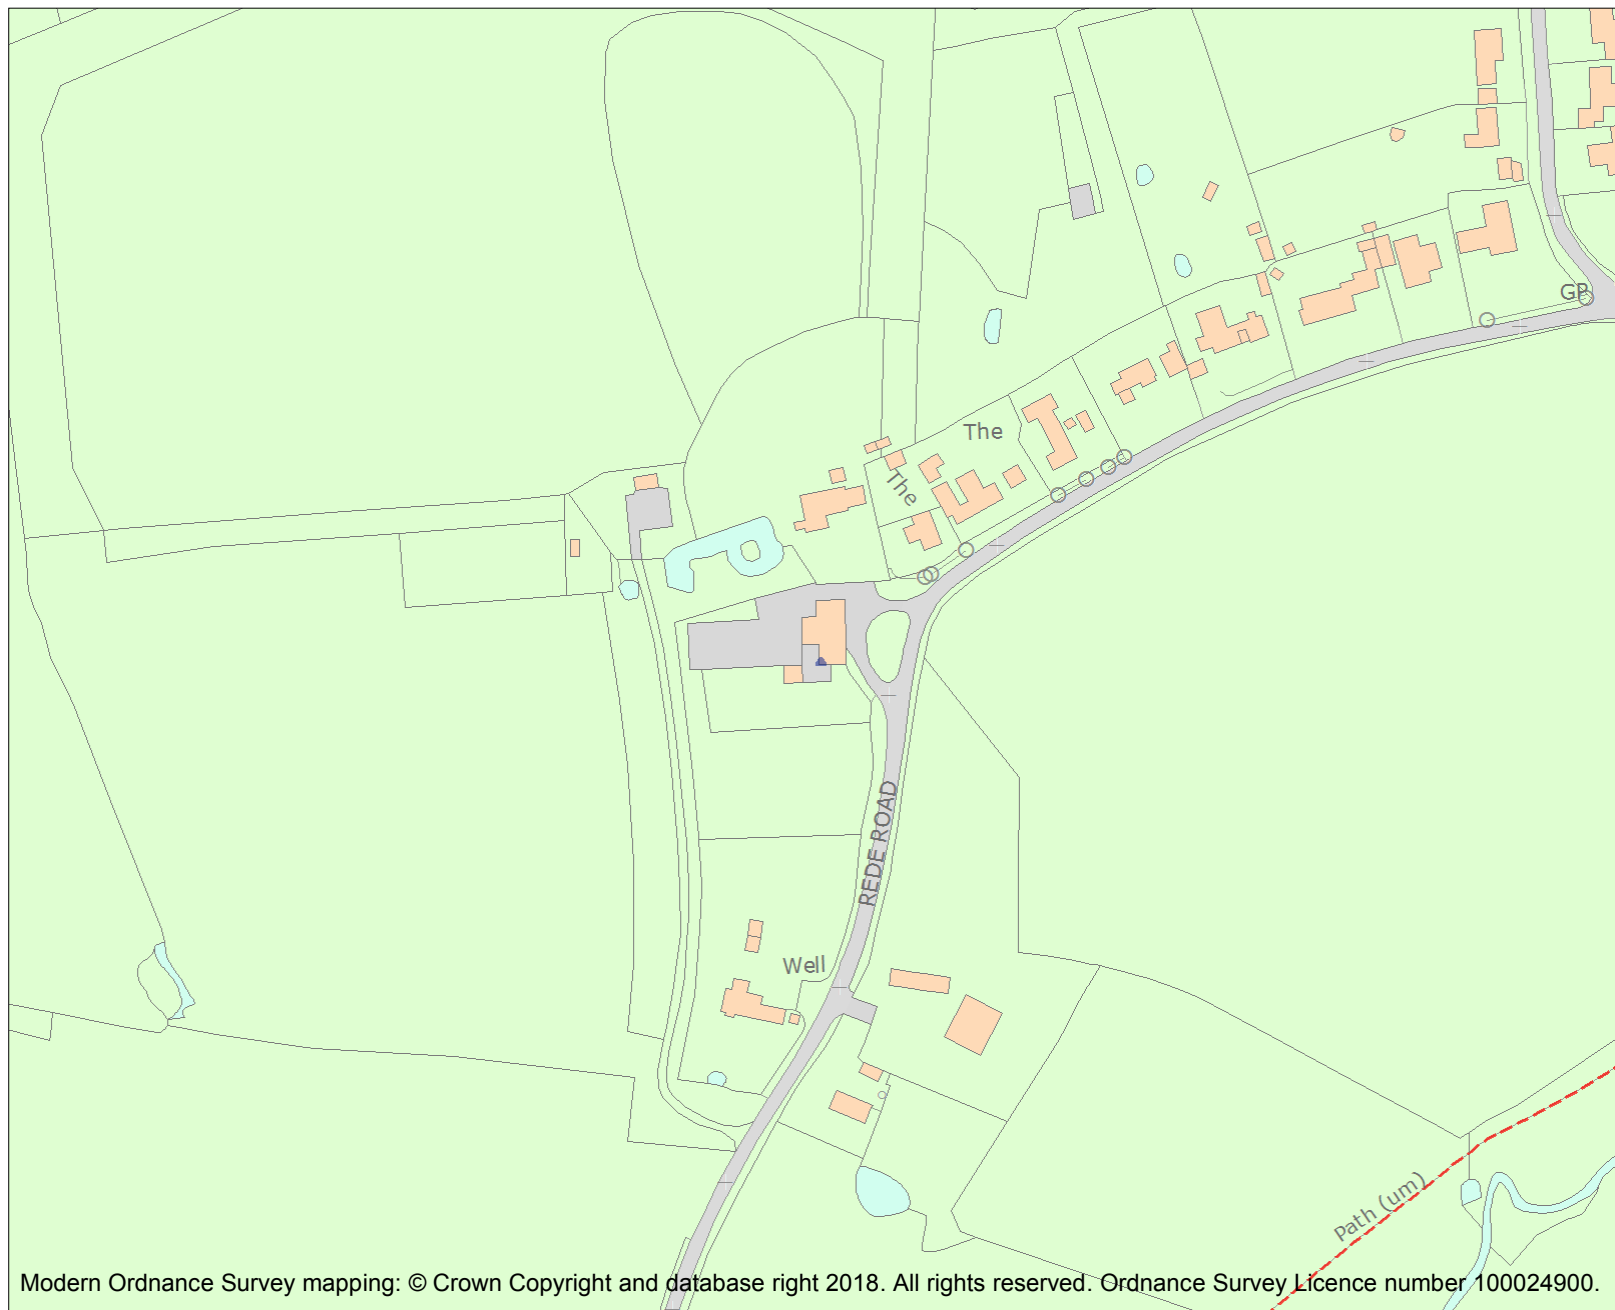 GP
The
The
REDE ROAD
Well
Path (um)
Modern Ordnance Survey mapping: © Crown Copyright and database right 2018. All rights reserved. Ordnance Survey Licence number 100024900.